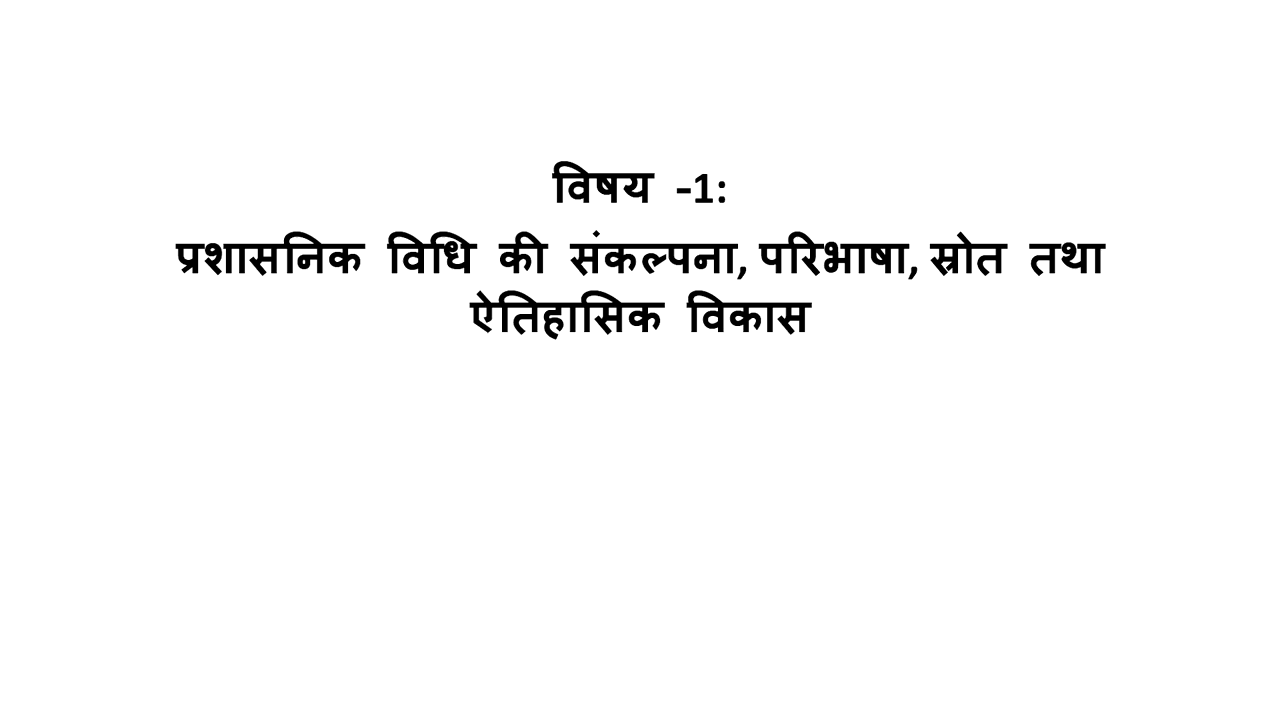 विषय -1:
प्रशासनिक विधि की संकल्पना, परिभाषा, स्रोत तथा
ऐतिहासिक विकास